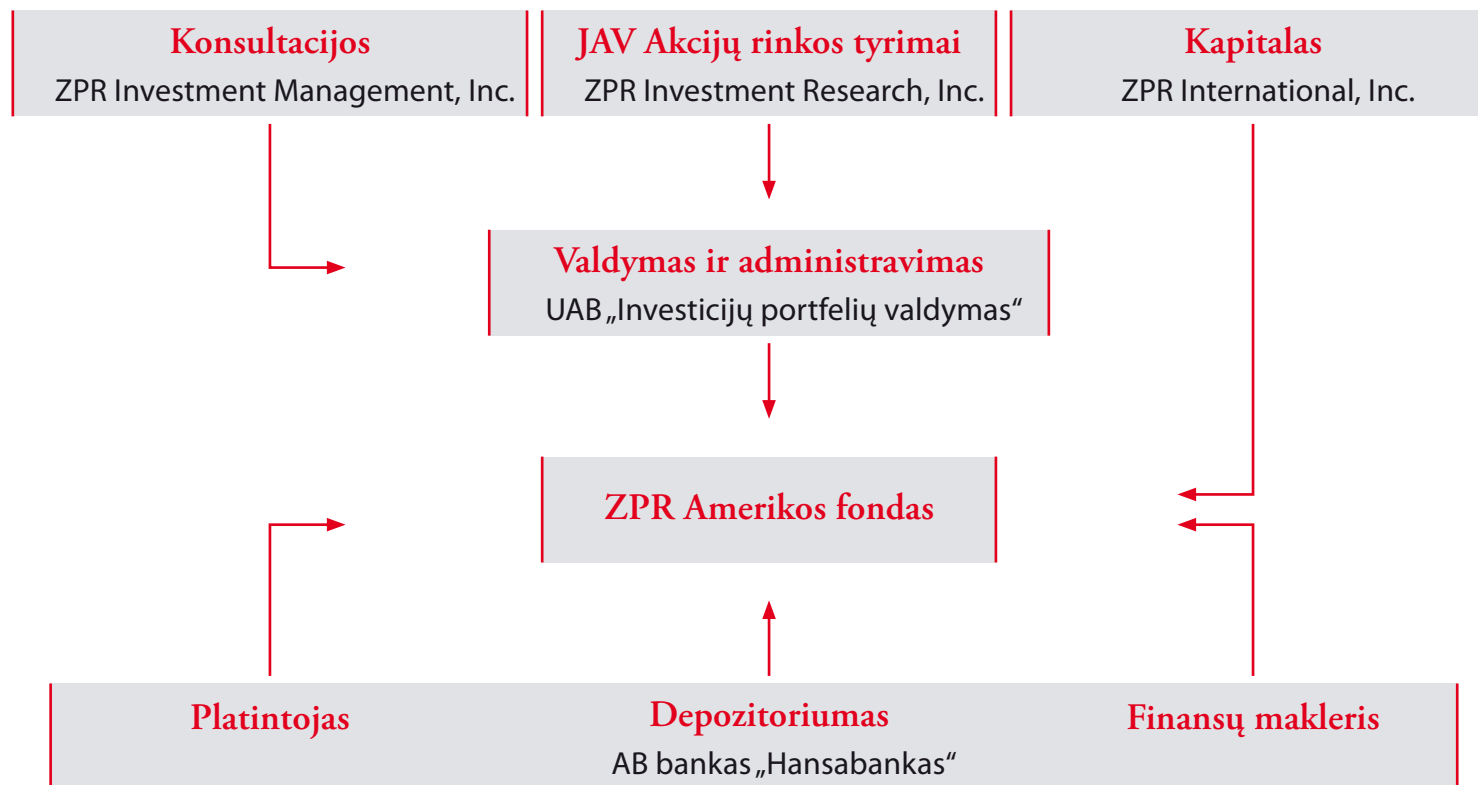 Konsultacijos
ZPR Investment Management, Inc.
JAV Akcijų rinkos tyrimai
ZPR Investment Research, Inc.
Kapitalas
ZPR International, Inc.
Valdymas ir administravimas
UAB „Investicijų portfelių valdymas“
ZPR Amerikos fondas
Platintojas
Depozitoriumas
Finansų makleris
AB bankas „Hansabankas“